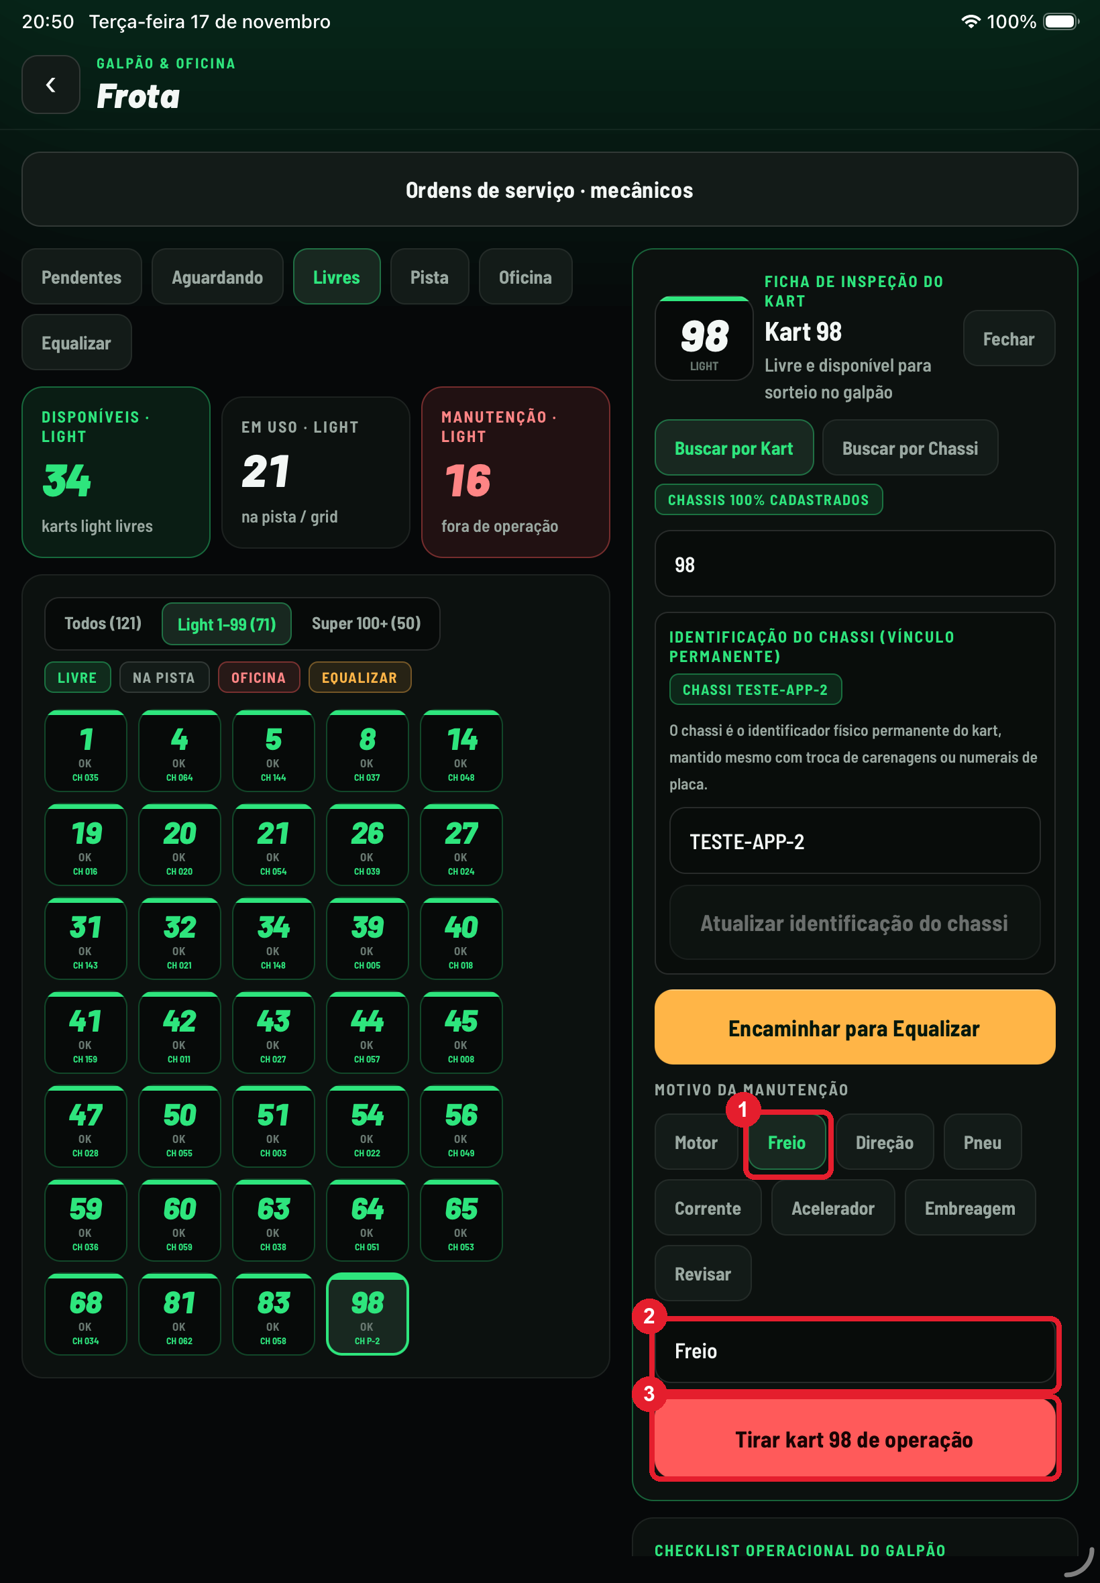 20:50 Terça-feira 17 de novembro
100%
GALPÃO & OFICINA
Frota
Ordens de serviço · mecânicos
Pendentes
Aguardando
Livres
Pista
Oficina
Equalizar
DISPONÍVEIS ·
LIGHT
34
karts light livres
EM USO · LIGHT
21
na pista / grid
MANUTENÇÃO ·
LIGHT
16
fora de operação
Todos (121)
Light 1–99 (71)
Super 100+ (50)
LIVRE
NA PISTA
OFICINA
EQUALIZAR
1
OK
CH 035
4
OK
CH 064
5
OK
CH 144
8
OK
CH 037
14
OK
CH 048
19
OK
CH 016
20
OK
CH 020
21
OK
CH 054
26
OK
CH 039
27
OK
CH 024
31
OK
CH 143
32
OK
CH 021
34
OK
CH 148
39
OK
CH 005
40
OK
CH 018
41
OK
CH 159
42
OK
CH 011
43
OK
CH 027
44
OK
CH 057
45
OK
CH 008
47
OK
CH 028
50
OK
CH 055
51
OK
CH 003
54
OK
CH 022
56
OK
CH 049
59
OK
CH 036
60
OK
CH 059
63
OK
CH 038
64
OK
CH 051
65
OK
CH 053
68
OK
CH 034
81
OK
CH 062
83
OK
CH 058
98
OK
CH P-2
98
LIGHT
FICHA DE INSPEÇÃO DO
KART
Kart 98
Livre e disponível para
sorteio no galpão
Fechar
Buscar por Kart
Buscar por Chassi
CHASSIS 100% CADASTRADOS
98
IDENTIFICAÇÃO DO CHASSI (VÍNCULO
PERMANENTE)
CHASSI TESTE-APP-2
O chassi é o identificador físico permanente do kart,
mantido mesmo com troca de carenagens ou numerais de
placa.
TESTE-APP-2
Atualizar identificação do chassi
Encaminhar para Equalizar
MOTIVO DA MANUTENÇÃO
1
Motor
Freio
Direção
Pneu
Corrente
Acelerador
Embreagem
Revisar
2
Freio
3
Tirar kart 98 de operação
CHECKLIST OPERACIONAL DO GALPÃO